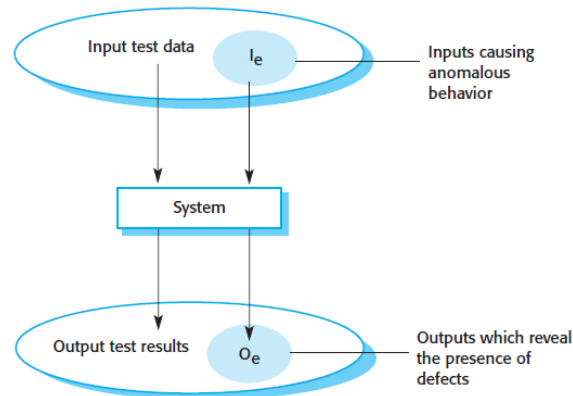 Input test data
Ie
Inputs causing
anomalous
behavior
System
Output test results
Oe
Outputs which reveal
the presence of
defects